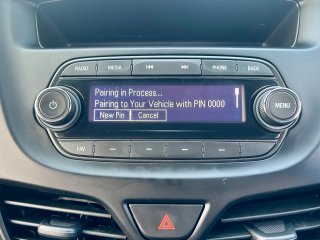 RADIO MEDIA PHONE BACK
Pairing in Process...
Pairing to Your Vehicle with PIN 0000
New Pin Cancel
MENU
FAV